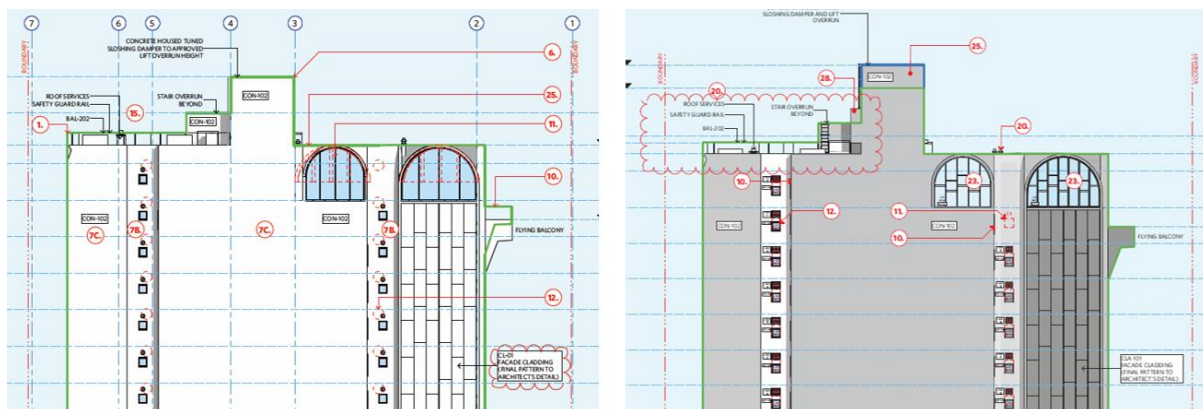 7
6
5
4
3
2
1
BOUNDARY
CONCRETE HOUSED TUNED
SLOSHING DAMPER TO APPROVED
LIFT OVERRUN HEIGHT
6.
BOUNDARY
CON-102
25.
ROOF SERVICES
SAFETY GUARD RAIL
BAL-202
15.
STAIR OVERRUN
BEYOND
CON-102
1.
11.
10.
CON-102
7C.
7B.
7C.
CON-102
7B.
FLYING BALCONY
12.
CL-01
FACADE CLADDING
(FINAL PATTERN TO
ARCHITECTS DETAIL)
SLOSHING DAMPER AND LIFT
OVERRUN
25.
BOUNDARY
CON-102
BOUNDARY
28.
20.
ROOF SERVICES
SAFETY GUARD RAIL
BAL-202
STAIR OVERRUN
BEYOND
20.
10.
23.
23.
12.
11.
CON-102
CON-102
10.
FLYING BALCONY
CLA-101
FACADE CLADDING
(FINAL PATTERN TO
ARCHITECT'S DETAIL)